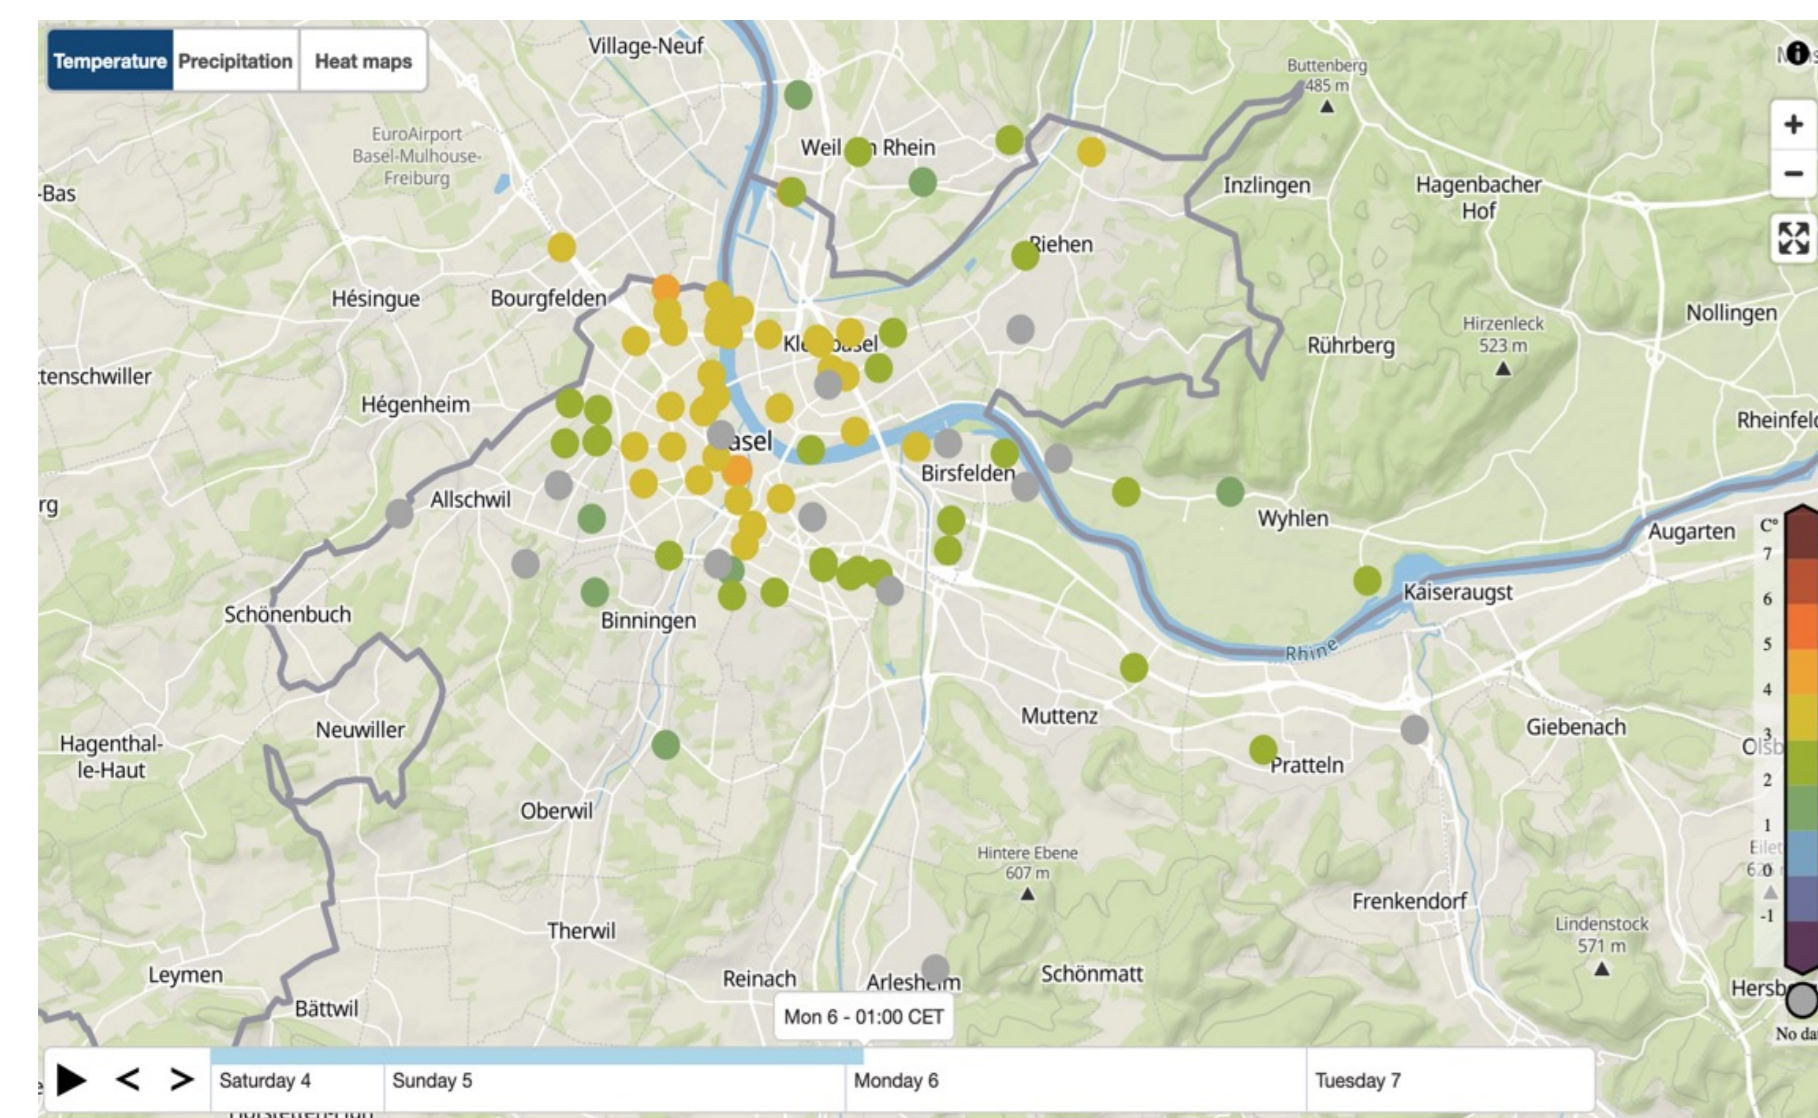 Temperature
Precipitation
Heat maps
Village-Neuf
Buttenberg
485 m
EuroAirport
Basel-Mulhouse-
Freiburg
Rhein
-Bas
Inzlingen
Hagenbacher
Hof
Riehen
Hésingue
Bourgfelden
Nollingen
Hirzenleck
523 m
Rührberg
Hégenheim
Birsfelden
Allschwil
Wyhlen
Augarten
C°
7
6
5
4
3
2
1
0
-1
Kaiseraugst
Schönenbuch
Binningen
Rhine
Muttenz
Giebenach
Neuwiller
Hagenthal-
le-Haut
Pratteln
Oberwil
Hintere Ebene
607 m
Frenkendorf
Lindenstock
571 m
Therwil
Leymen
Reinach
Arlesheim
Schönmatt
Bättwil
Mon 6 - 01:00 CET
Saturday 4
Sunday 5
Monday 6
Tuesday 7